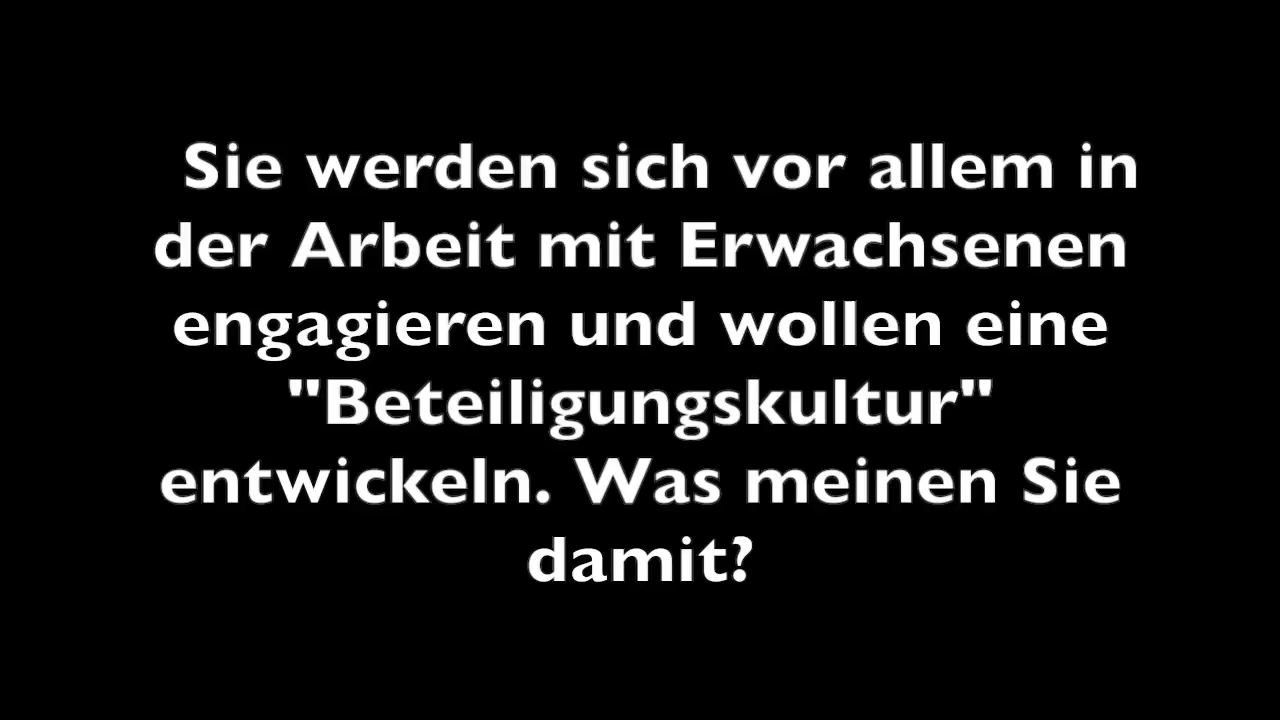 Sie werden sich vor allem in
der Arbeit mit Erwachsenen
engagieren und wollen eine
"Beteiligungskultur"
entwickeln. Was meinen Sie
damit?